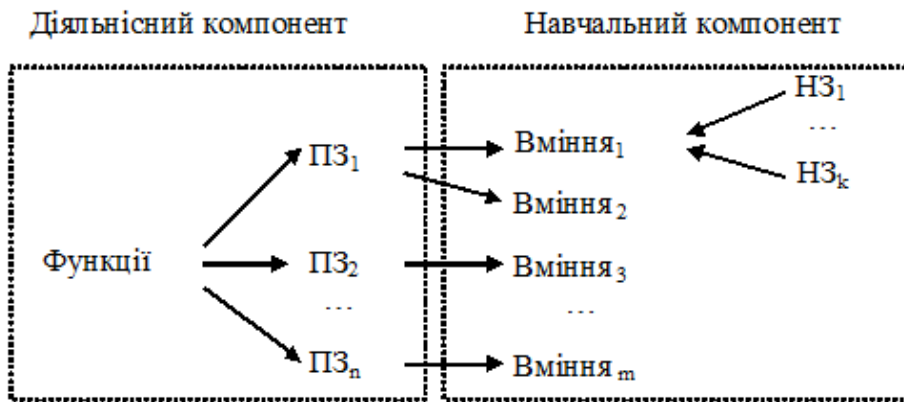 Діяльнісний компонент
Навчальний компонент
НЗ1
...
НЗk
ПЗ1
Вміння1
Вміння2
Функції
ПЗ2
Вміння3
...
...
ПЗn
Вмінняm